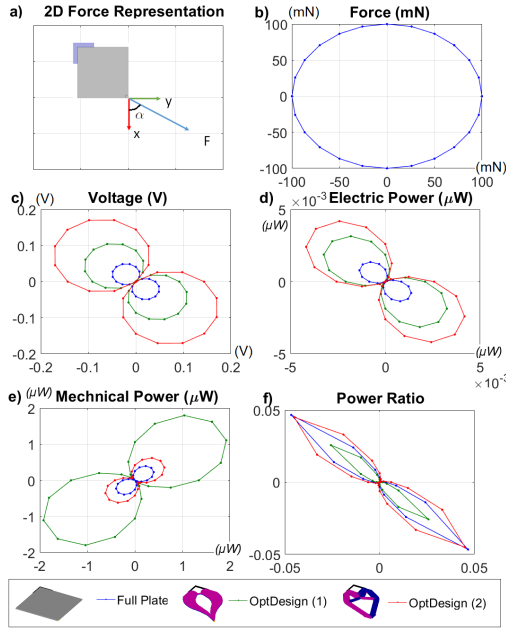 a) 2D Force Representation
y
α
x
F
b) (mN) Force (mN)
100
50
0
-50
-100
-100 -50 0 50 100
(mN)
c) (V) Voltage (V)
0.2
0.1
0
-0.1
-0.2
-0.2 -0.1 0 0.1 0.2
(V)
d) ×10⁻³ Electric Power (μW)
5
(μW)
0
-5
-5 0 5
(μW)
×10⁻³
e) (μW) Mechnical Power (μW)
2
1
0
-1
-2
-2 -1 0 1 2
(μW)
f) Power Ratio
0.05
0
-0.05
-0.05 0 0.05
Full Plate OptDesign (1) OptDesign (2)